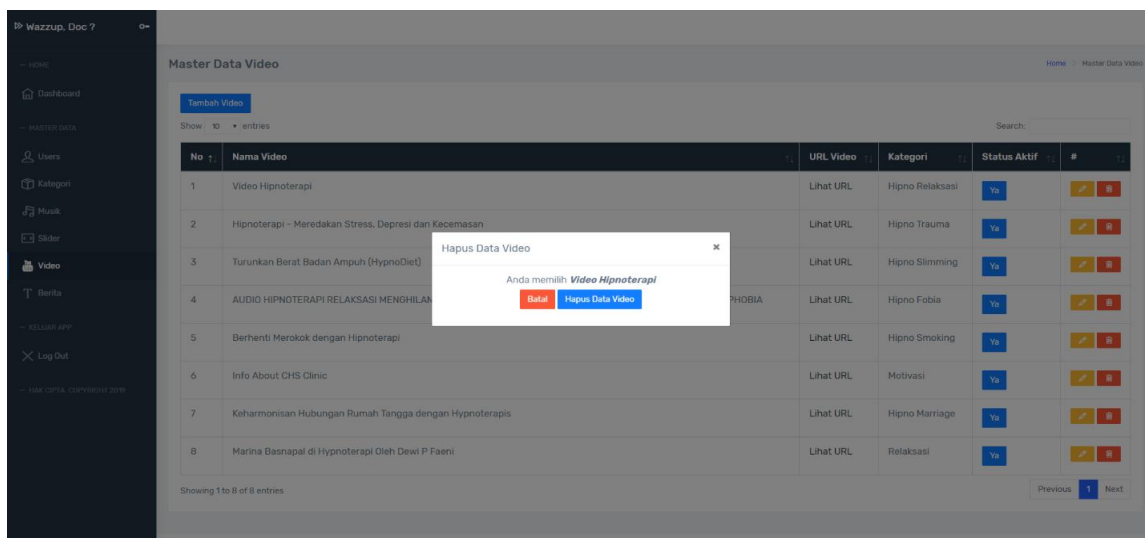 Wazzup, Doc ?
HOME
Dashboard
MASTER DATA
Users
Kategori
Musik
Slider
Video
Berita
KELUAR APP
Log Out
HAK CIPTA, COPYRIGHT 2019
Master Data Video
Home > Master Data Video
Tambah Video
Show 10 entries
Search:
No Nama Video URL Video Kategori Status Aktif #
1 Video Hipnoterapi Lihat URL Hipno Relaksasi Ya
2 Hipnoterapi - Meredakan Stress, Depresi dan Kecemasan Lihat URL Hipno Trauma Ya
3 Turunkan Berat Badan Ampuh (HypnoDiet) Lihat URL Hipno Slimming Ya
4 AUDIO HIPNOTERAPI RELAKSASI MENGHILAN PHOBIA Lihat URL Hipno Fobia Ya
5 Berhenti Merokok dengan Hipnoterapi Lihat URL Hipno Smoking Ya
6 Info About CHS Clinic Lihat URL Motivasi Ya
7 Keharmonisan Hubungan Rumah Tangga dengan Hypnoterapis Lihat URL Hipno Marriage Ya
8 Marina Basnapal di Hypnoterapi Oleh Dewi P Faeni Lihat URL Relaksasi Ya
Showing 1 to 8 of 8 entries
Previous 1 Next
Hapus Data Video
Anda memilih Video Hipnoterapi
Batal Hapus Data Video